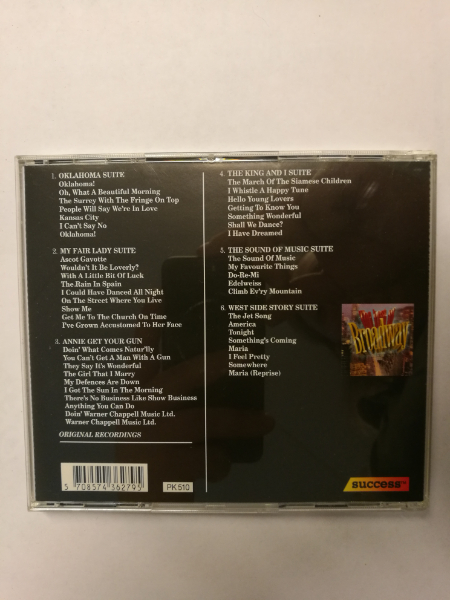 1. OKLAHOMA SUITE
Oklahoma!
Oh, What A Beautiful Morning
The Surrey With The Fringe On Top
People Will Say We're In Love
Kansas City
I Can't Say No
Oklahoma!
2. MY FAIR LADY SUITE
Ascot Gavotte
Wouldn't It Be Loverly?
With A Little Bit Of Luck
The Rain In Spain
I Could Have Danced All Night
On The Street Where You Live
Show Me
Get Me To The Church On Time
I've Grown Accustomed To Her Face
3. ANNIE GET YOUR GUN
Doin' What Comes Natur'lly
You Can't Get A Man With A Gun
They Say It's Wonderful
The Girl That I Morry
My Defences Are Down
I Got The Sun In The Morning
There's No Business Like Show Business
Anything You Can Do
Doin' Warner Chappell Music Ltd.
Warner Chappell Music Ltd.
ORIGINAL RECORDINGS
5 708574 362795
PK 510
4. THE KING AND I SUITE
The March Of The Siamese Children
I Whistle A Happy Tune
Hello Young Lovers
Getting To Know You
Something Wonderful
Shall We Dance?
I Have Dreamed
5. THE SOUND OF MUSIC SUITE
The Sound Of Music
My Favourite Things
Do-Re-Mi
Edelweiss
Climb Ev'ry Mountain
6. WEST SIDE STORY SUITE
The Jet Song
America
Tonight
Something's Coming
Maria
I Feel Pretty
Somewhere
Maria (Reprise)
Broadway
success